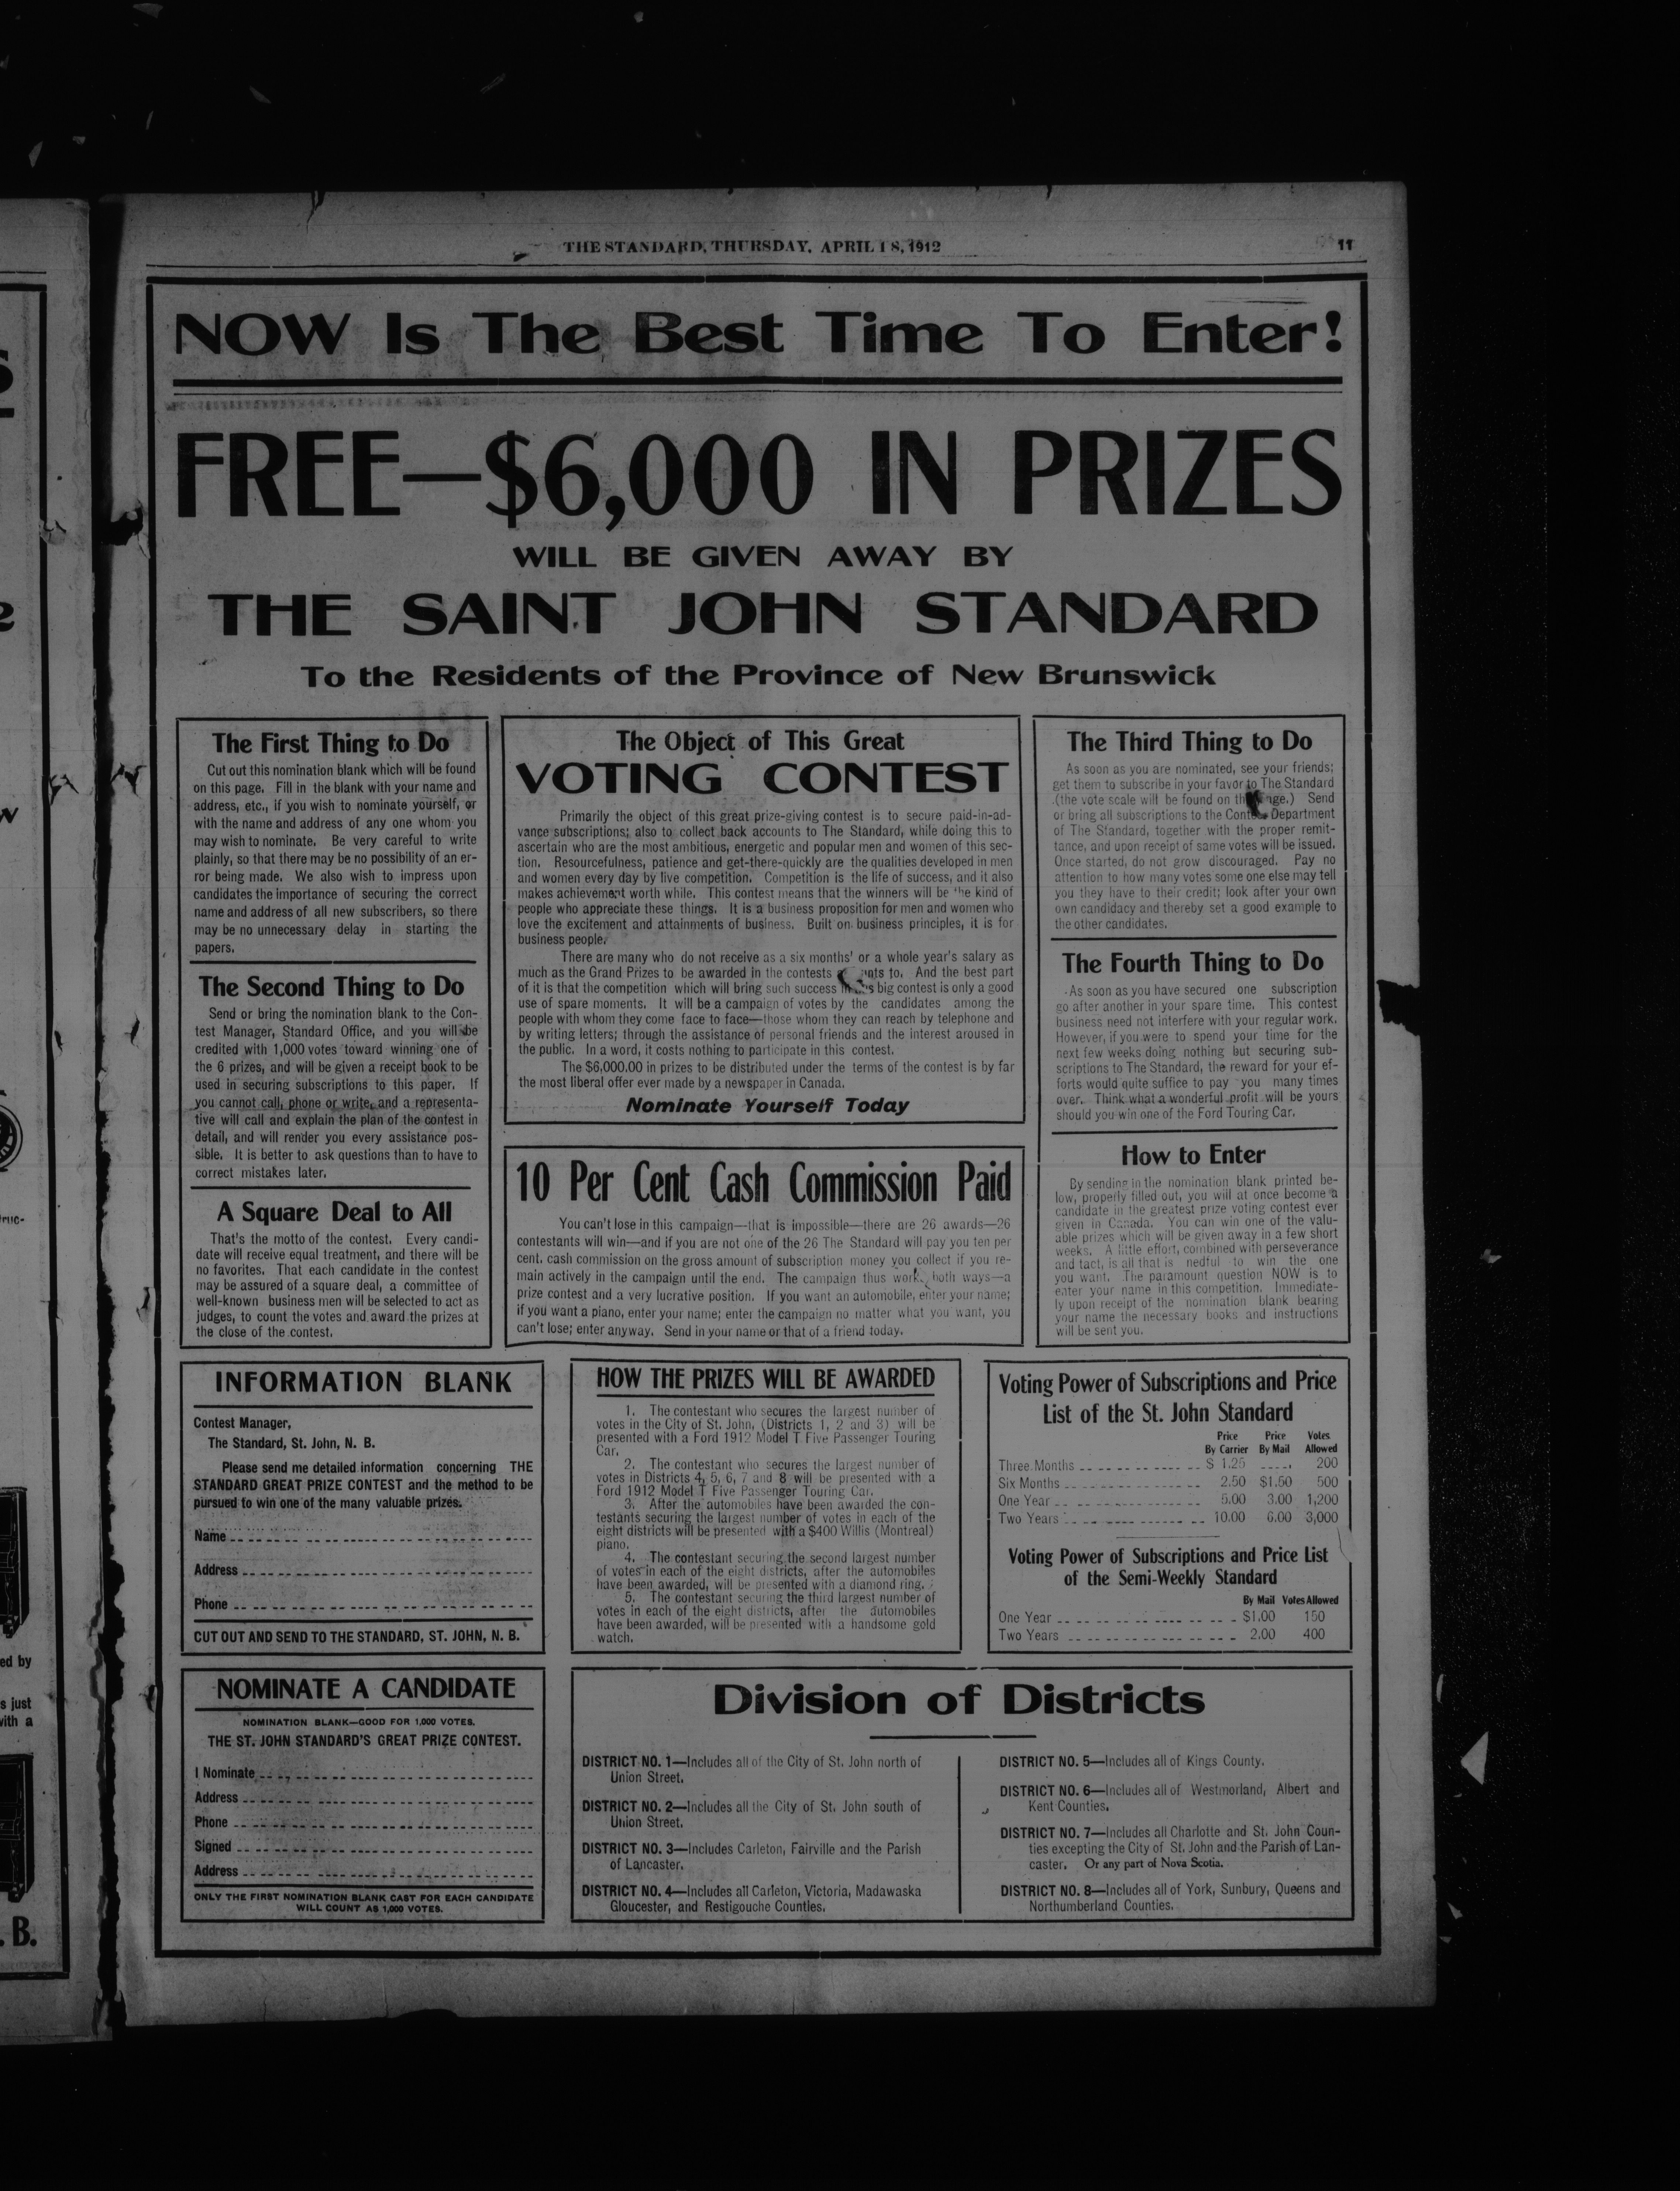 THE STANDARD, THURSDAY, APRIL 18, 1912
11
NOW Is The Best Time To Enter!
FREE—$6,000 IN PRIZES
WILL BE GIVEN AWAY BY
THE SAINT JOHN STANDARD
To the Residents of the Province of New Brunswick
The First Thing to Do
Cut out this nomination blank which will be found
on this page. Fill in the blank with your name and
address, etc., if you wish to nominate yourself, or
with the name and address of any one whom you
may wish to nominate. Be very careful to write
plainly, so that there may be no possibility of an er-
ror being made. We also wish to impress upon
candidates the importance of securing the correct
name and address of all new subscribers, so there
may be no unnecessary delay in starting the
papers.
The Second Thing to Do
Send or bring the nomination blank to the Con-
test Manager, Standard Office, and you will be
credited with 1,000 votes toward winning one of
the 6 prizes, and will be given a receipt book to be
used in securing subscriptions to this paper. If
you cannot call, phone or write, and a representa-
tive will call and explain the plan of the contest in
detail, and will render you every assistance pos-
sible. It is better to ask questions than to have to
correct mistakes later.
A Square Deal to All
That's the motto of the contest. Every candi-
date will receive equal treatment, and there will be
no favorites. That each candidate in the contest
may be assured of a square deal, a committee of
well-known business men will be selected to act as
judges, to count the votes and award the prizes at
the close of the contest.
The Object of This Great
VOTING CONTEST
Primarily the object of this great prize-giving contest is to secure paid-in-ad-
vance subscriptions; also to collect back accounts to The Standard, while doing this to
ascertain who are the most ambitious, energetic and popular men and women of this sec-
tion. Resourcefulness, patience and get-there-quickly are the qualities developed in men
and women every day by live competition. Competition is the life of success, and it also
makes achievement worth while. This contest means that the winners will be the kind of
people who appreciate these things. It is a business proposition for men and women who
love the excitement and attainments of business. Built on business principles, it is for
business people.
There are many who do not receive as a six months' or a whole year's salary as
much as the Grand Prizes to be awarded in the contests to. And the best part
of it is that the competition which will bring such success in big contest is only a good
use of spare moments. It will be a campaign of votes by the candidates among the
people with whom they come face to face—those whom they can reach by telephone and
by writing letters; through the assistance of personal friends and the interest aroused in
the public. In a word, it costs nothing to participate in this contest.
The $6,000.00 in prizes to be distributed under the terms of the contest is by far
the most liberal offer ever made by a newspaper in Canada.
Nominate Yourself Today
10 Per Cent Cash Commission Paid
You can't lose in this campaign—that is impossible—there are 26 awards—26
contestants will win—and if you are not one of the 26 The Standard will pay you ten per
cent. cash commission on the gross amount of subscription money you collect if you re-
main actively in the campaign until the end. The campaign thus works both ways—a
prize contest and a very lucrative position. If you want an automobile, enter your name;
if you want a piano, enter your name; enter the campaign no matter what you want, you
can't lose; enter anyway. Send in your name or that of a friend today.
The Third Thing to Do
As soon as you are nominated, see your friends;
get them to subscribe in your favor to The Standard
(the vote scale will be found on Send
or bring all subscriptions to the Department
of The Standard, together with the proper remit-
tance, and upon receipt of same votes will be issued.
Once started, do not grow discouraged. Pay no
attention to how many votes some one else may tell
you they have to their credit; look after your own
own candidacy and thereby set a good example to
the other candidates.
The Fourth Thing to Do
As soon as you have secured one subscription
go after another in your spare time. This contest
business need not interfere with your regular work.
However, if you were to spend your time for the
next few weeks doing nothing but securing sub-
scriptions to The Standard, the reward for your ef-
forts would quite suffice to pay you many times
over. Think what a wonderful profit will be yours
should you win one of the Ford Touring Car.
How to Enter
By sending in the nomination blank printed be-
low, properly filled out, you will at once become a
candidate in the greatest prize voting contest ever
given in Canada. You can win one of the valu-
able prizes which will be given away in a few short
weeks. A little effort, combined with perseverance
and tact, is all that is nedful to win the one
you want. The paramount question NOW is to
enter your name in this competition. Immediate-
ly upon receipt of the nomination blank bearing
your name the necessary books and instructions
will be sent you.
INFORMATION BLANK
Contest Manager,
The Standard, St. John, N. B.
Please send me detailed information concerning THE
STANDARD GREAT PRIZE CONTEST and the method to be
pursued to win one of the many valuable prizes.
Name
Address
Phone
CUT OUT AND SEND TO THE STANDARD, ST. JOHN, N. B.
HOW THE PRIZES WILL BE AWARDED
1. The contestant who secures the largest number of
votes in the City of St. John, (Districts 1, 2 and 3) will be
presented with a Ford 1912 Model T Five Passenger Touring
Car.
2. The contestant who secures the largest number of
votes in Districts 4, 5, 6, 7 and 8 will be presented with a
Ford 1912 Model T Five Passenger Touring Car.
3. After the automobiles have been awarded the con-
testants securing the largest number of votes in each of the
eight districts will be presented with a $400 Willis (Montreal)
piano.
4. The contestant securing the second largest number
of votes in each of the eight districts, after the automobiles
have been awarded, will be presented with a diamond ring.
5. The contestant securing the third largest number of
votes in each of the eight districts, after the automobiles
have been awarded, will be presented with a handsome gold
watch.
Voting Power of Subscriptions and Price
List of the St. John Standard
Price Price Votes
By Carrier By Mail Allowed
Three Months $ 1.25 ...., 200
Six Months 2.50 $1.50 500
One Year 5.00 3.00 1,200
Two Years 10.00 6.00 3,000
Voting Power of Subscriptions and Price List
of the Semi-Weekly Standard
By Mail Votes Allowed
One Year $1.00 150
Two Years 2.00 400
NOMINATE A CANDIDATE
NOMINATION BLANK—GOOD FOR 1,000 VOTES.
THE ST. JOHN STANDARD'S GREAT PRIZE CONTEST.
I Nominate
Address
Phone
Signed
Address
ONLY THE FIRST NOMINATION BLANK CAST FOR EACH CANDIDATE
WILL COUNT AS 1,000 VOTES.
Division of Districts
DISTRICT NO. 1—Includes all of the City of St. John north of
Union Street.
DISTRICT NO. 2—Includes all the City of St. John south of
Union Street.
DISTRICT NO. 3—Includes Carleton, Fairville and the Parish
of Lancaster.
DISTRICT NO. 4—Includes all Carleton, Victoria, Madawaska
Gloucester, and Restigouche Counties.
DISTRICT NO. 5—Includes all of Kings County.
DISTRICT NO. 6—Includes all of Westmorland, Albert and
Kent Counties.
DISTRICT NO. 7—Includes all Charlotte and St. John Coun-
ties excepting the City of St. John and the Parish of Lan-
caster. Or any part of Nova Scotia.
DISTRICT NO. 8—Includes all of York, Sunbury, Queens and
Northumberland Counties.
ed by
s just
with a
. B.